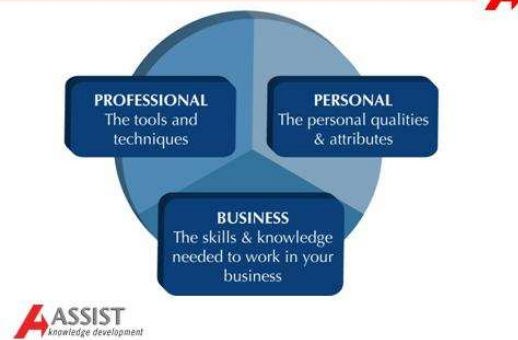 PROFESSIONAL
The tools and
techniques
PERSONAL
The personal qualities
& attributes
BUSINESS
The skills & knowledge
needed to work in your
business
ASSIST
knowledge development